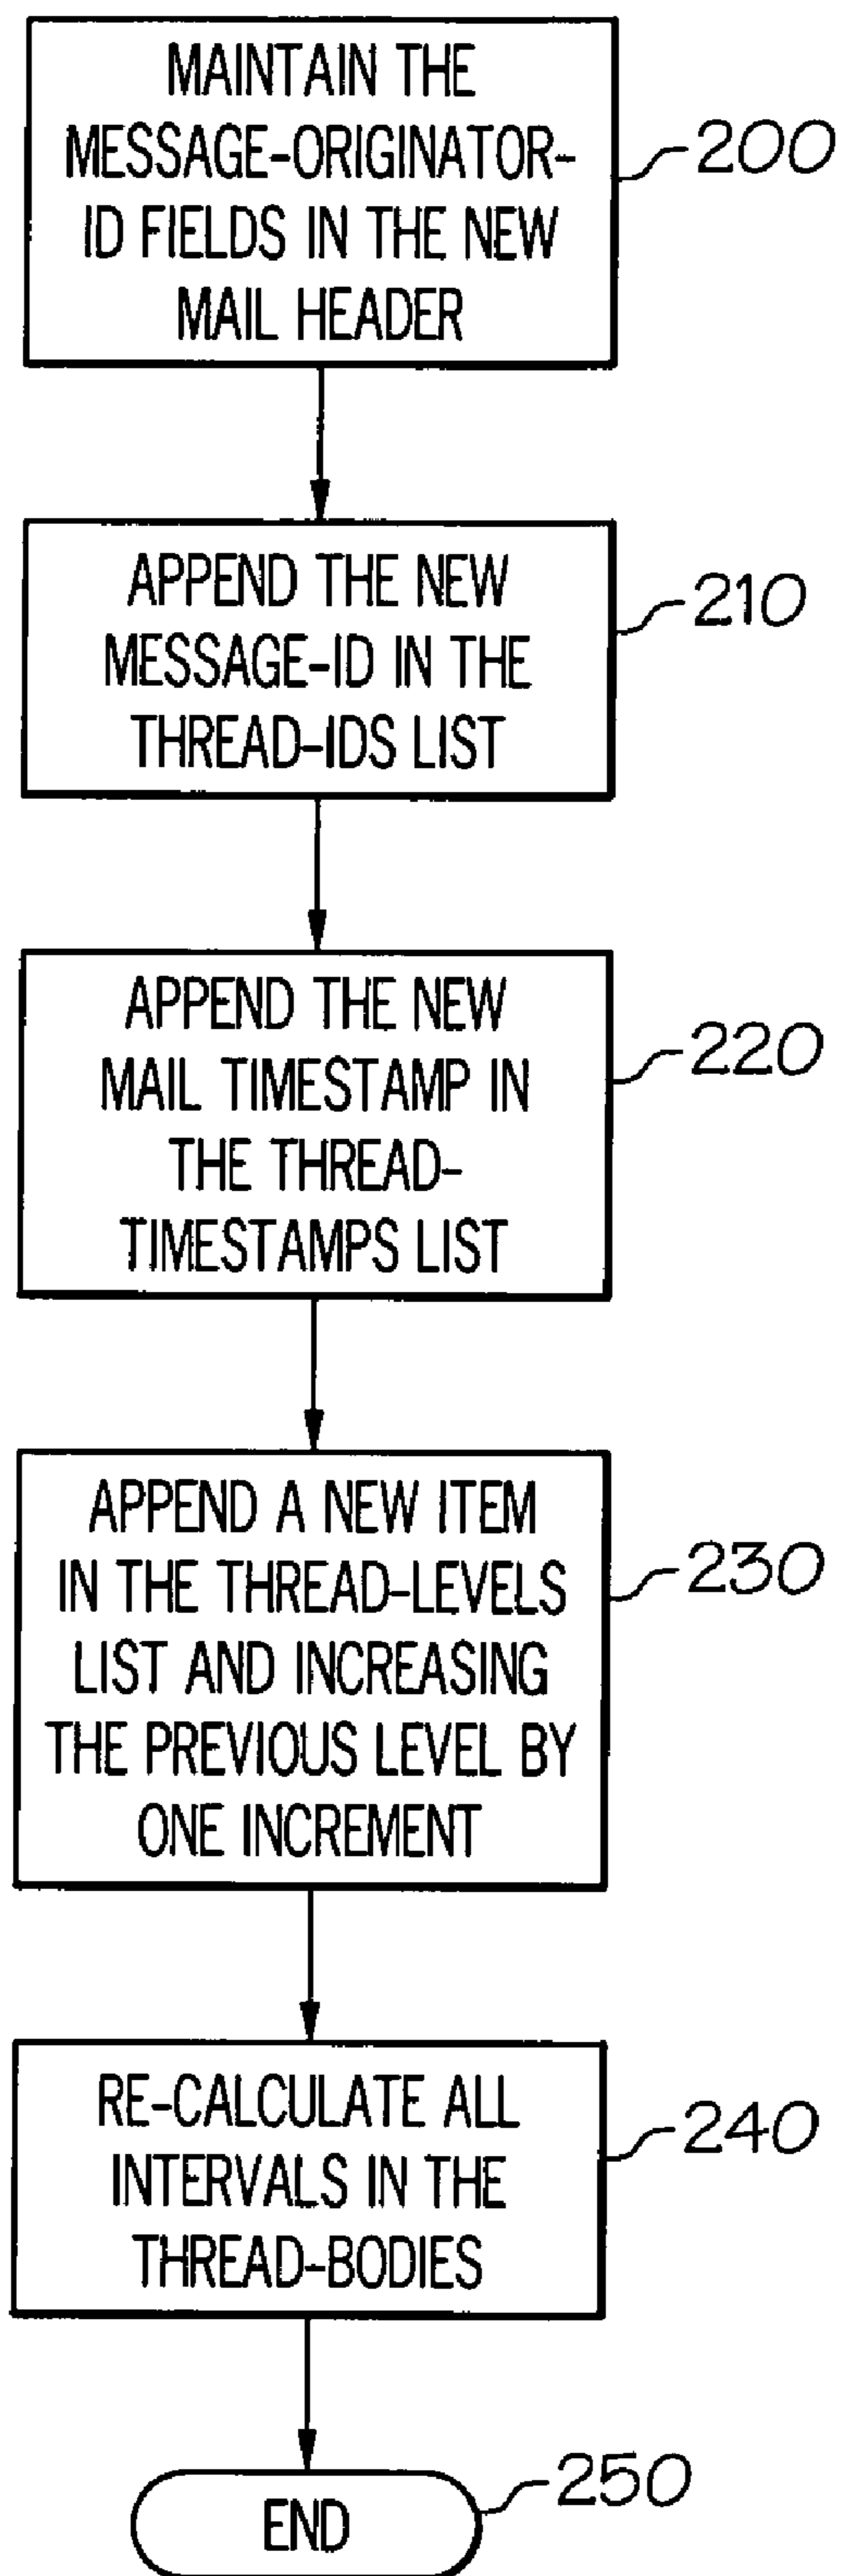 MAINTAIN THE
MESSAGE-ORIGINATOR-
ID FIELDS IN THE NEW
MAIL HEADER
200
APPEND THE NEW
MESSAGE-ID IN THE
THREAD-IDS LIST
210
APPEND THE NEW
MAIL TIMESTAMP IN
THE THREAD-
TIMESTAMPS LIST
220
APPEND A NEW ITEM
IN THE THREAD-LEVELS
LIST AND INCREASING
THE PREVIOUS LEVEL BY
ONE INCREMENT
230
RE-CALCULATE ALL
INTERVALS IN THE
THREAD-BODIES
240
END
250